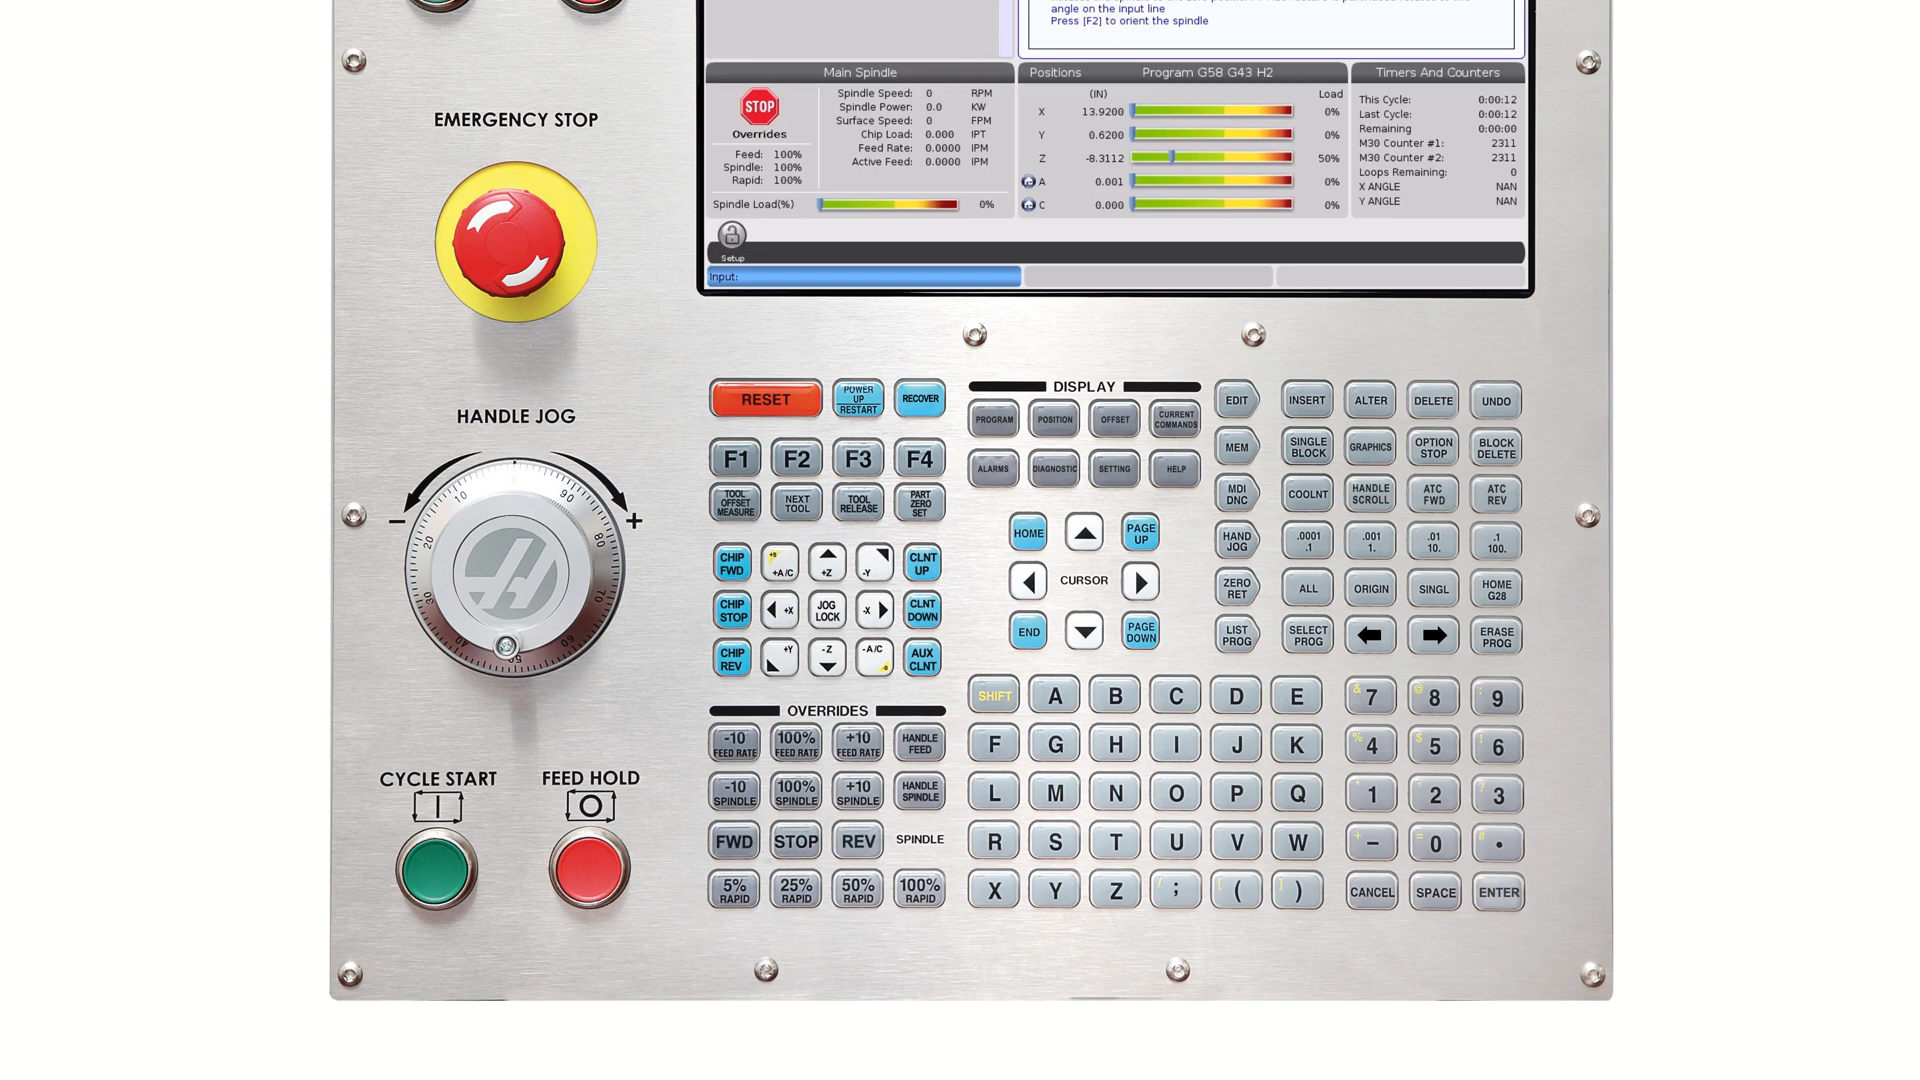 angle on the input line
Press [F2] to orient the spindle
Main Spindle
STOP
Overrides
Feed: 100%
Spindle: 100%
Rapid: 100%
Spindle Speed: 0 RPM
Spindle Power: 0.0 KW
Surface Speed: 0 FPM
Chip Load: 0.000 IPT
Feed Rate: 0.0000 IPM
Active Feed: 0.0000 IPM
Spindle Load(%) 0%
Positions Program G58 G43 H2
(IN) Load
X 13.9200 0%
Y 0.6200 0%
Z -8.3112 50%
A 0.001 0%
C 0.000 0%
Timers And Counters
This Cycle: 0:00:12
Last Cycle: 0:00:12
Remaining 0:00:00
M30 Counter #1: 2311
M30 Counter #2: 2311
Loops Remaining: 0
X ANGLE NAN
Y ANGLE NAN
Setup
Input:
EMERGENCY STOP
HANDLE JOG
− +
0 10 20 30 40 50 60 70 80 90
CYCLE START
FEED HOLD
RESET
POWER
UP
RESTART
RECOVER
F1 F2 F3 F4
TOOL
OFFSET
MEASURE
NEXT
TOOL
TOOL
RELEASE
PART
ZERO
SET
CHIP
FWD
+B
+A/C
+Z
-Y
CLNT
UP
CHIP
STOP
+X
JOG
LOCK
-X
CLNT
DOWN
CHIP
REV
+Y
-Z
-A/C
-B
AUX
CLNT
OVERRIDES
-10
FEED RATE
100%
FEED RATE
+10
FEED RATE
HANDLE
FEED
-10
SPINDLE
100%
SPINDLE
+10
SPINDLE
HANDLE
SPINDLE
FWD STOP REV SPINDLE
5%
RAPID
25%
RAPID
50%
RAPID
100%
RAPID
DISPLAY
PROGRAM
POSITION
OFFSET
CURRENT
COMMANDS
ALARMS
DIAGNOSTIC
SETTING
HELP
HOME
PAGE
UP
CURSOR
END
PAGE
DOWN
EDIT INSERT ALTER DELETE UNDO
MEM
SINGLE
BLOCK
GRAPHICS
OPTION
STOP
BLOCK
DELETE
MDI
DNC
COOLNT
HANDLE
SCROLL
ATC
FWD
ATC
REV
HAND
JOG
.0001
.1
.001
1.
.01
10.
.1
100.
ZERO
RET
ALL
ORIGIN
SINGL
HOME
G28
LIST
PROG
SELECT
PROG
ERASE
PROG
SHIFT A B C D E
F G H I J K
L M N O P Q
R S T U V W
X Y Z ; ( )
& 7 @ 8 : 9
% 4 $ 5 ! 6
1 2 ? 3
+ − = 0 # .
CANCEL SPACE ENTER